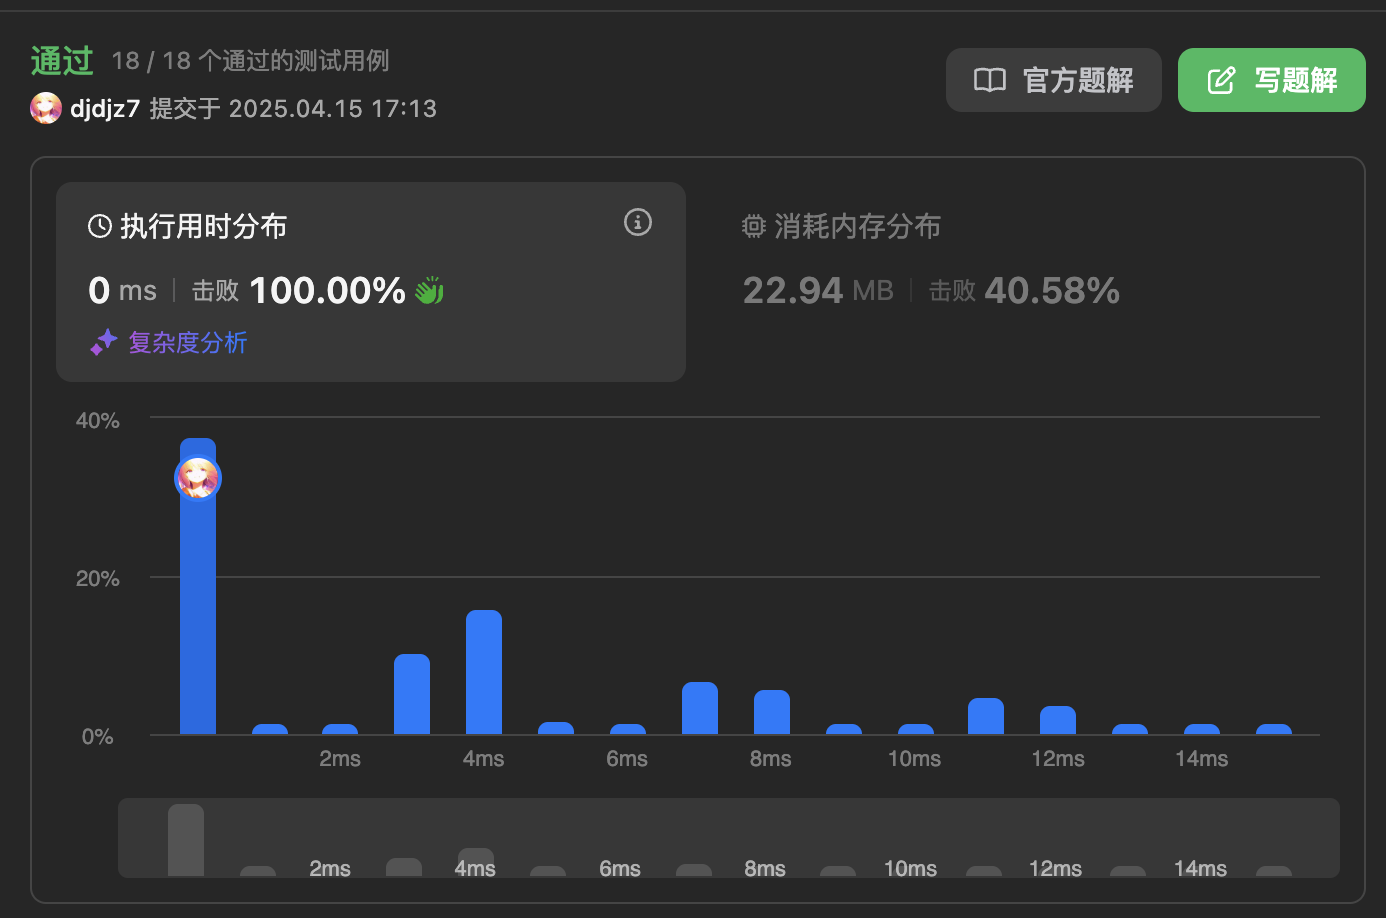 通过 18 / 18 个通过的测试用例
官方题解
写题解
djdjz7 提交于 2025.04.15 17:13
执行用时分布
0 ms | 击败 100.00%
复杂度分析
消耗内存分布
22.94 MB | 击败 40.58%
40%
20%
0%
2ms 4ms 6ms 8ms 10ms 12ms 14ms
2ms 4ms 6ms 8ms 10ms 12ms 14ms